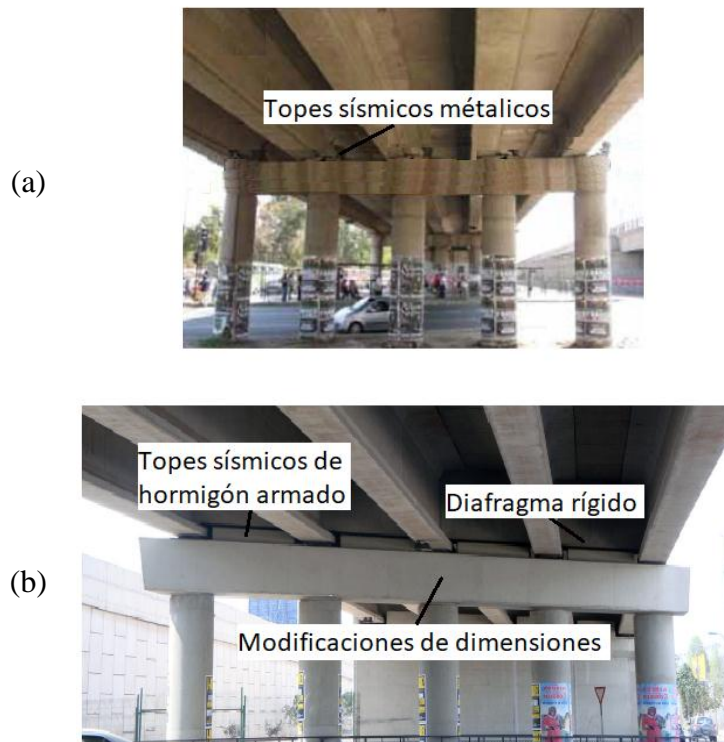 (a)
Topes sísmicos métalicos
(b)
Topes sísmicos de
hormigón armado
Diafragma rígido
Modificaciones de dimensiones